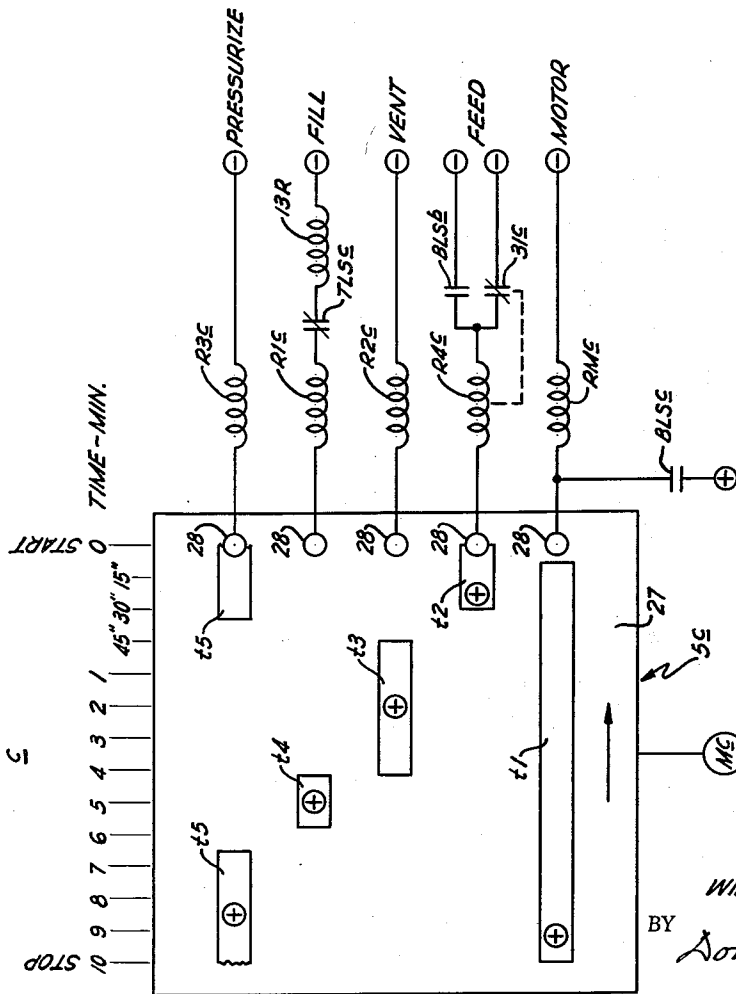 TIME-MIN.
STOP 10 9 8 7 6 5 4 3 2 1 45" 30" 15" 0 START
c
t5
t5
28
R3c
PRESSURIZE
t4
28
R1c
7LSc
13R
FILL
t3
28
R2c
VENT
t2
28
R4c
8LSb
31c
FEED
t1
28
RMc
MOTOR
8LSc
27
5c
Mc
BY